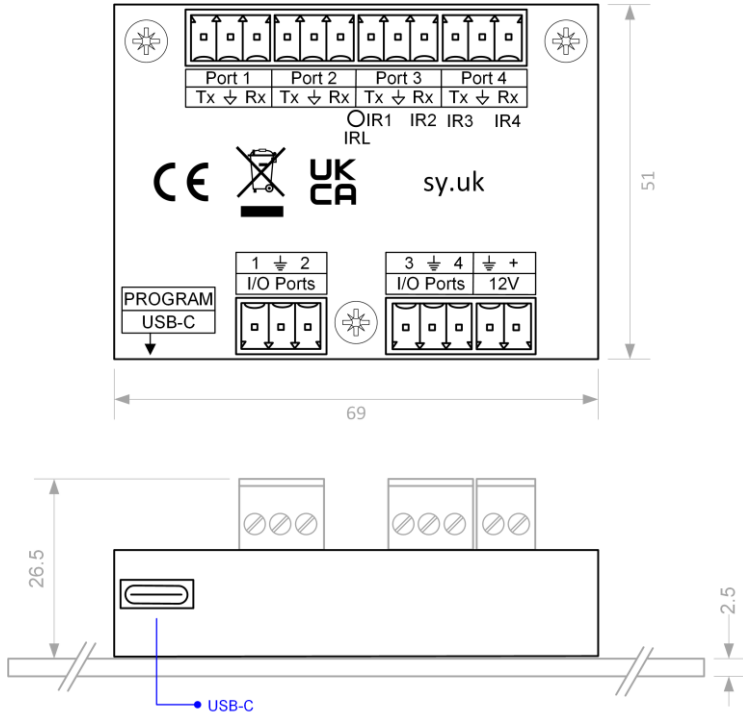 Port 1 Port 2 Port 3 Port 4
Tx ⏚ Rx Tx ⏚ Rx Tx ⏚ Rx Tx ⏚ Rx
IR1 IR2 IR3 IR4
IRL
CE UK
CA sy.uk
51
1 ⏚ 2 3 ⏚ 4 ⏚ +
I/O Ports I/O Ports 12V
PROGRAM
USB-C
69
26.5
2.5
USB-C